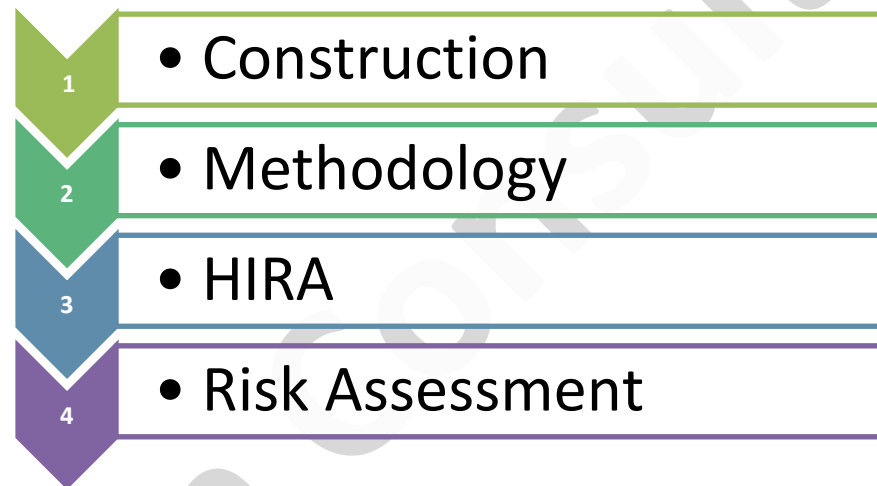 1 • Construction
2 • Methodology
3 • HIRA
4 • Risk Assessment